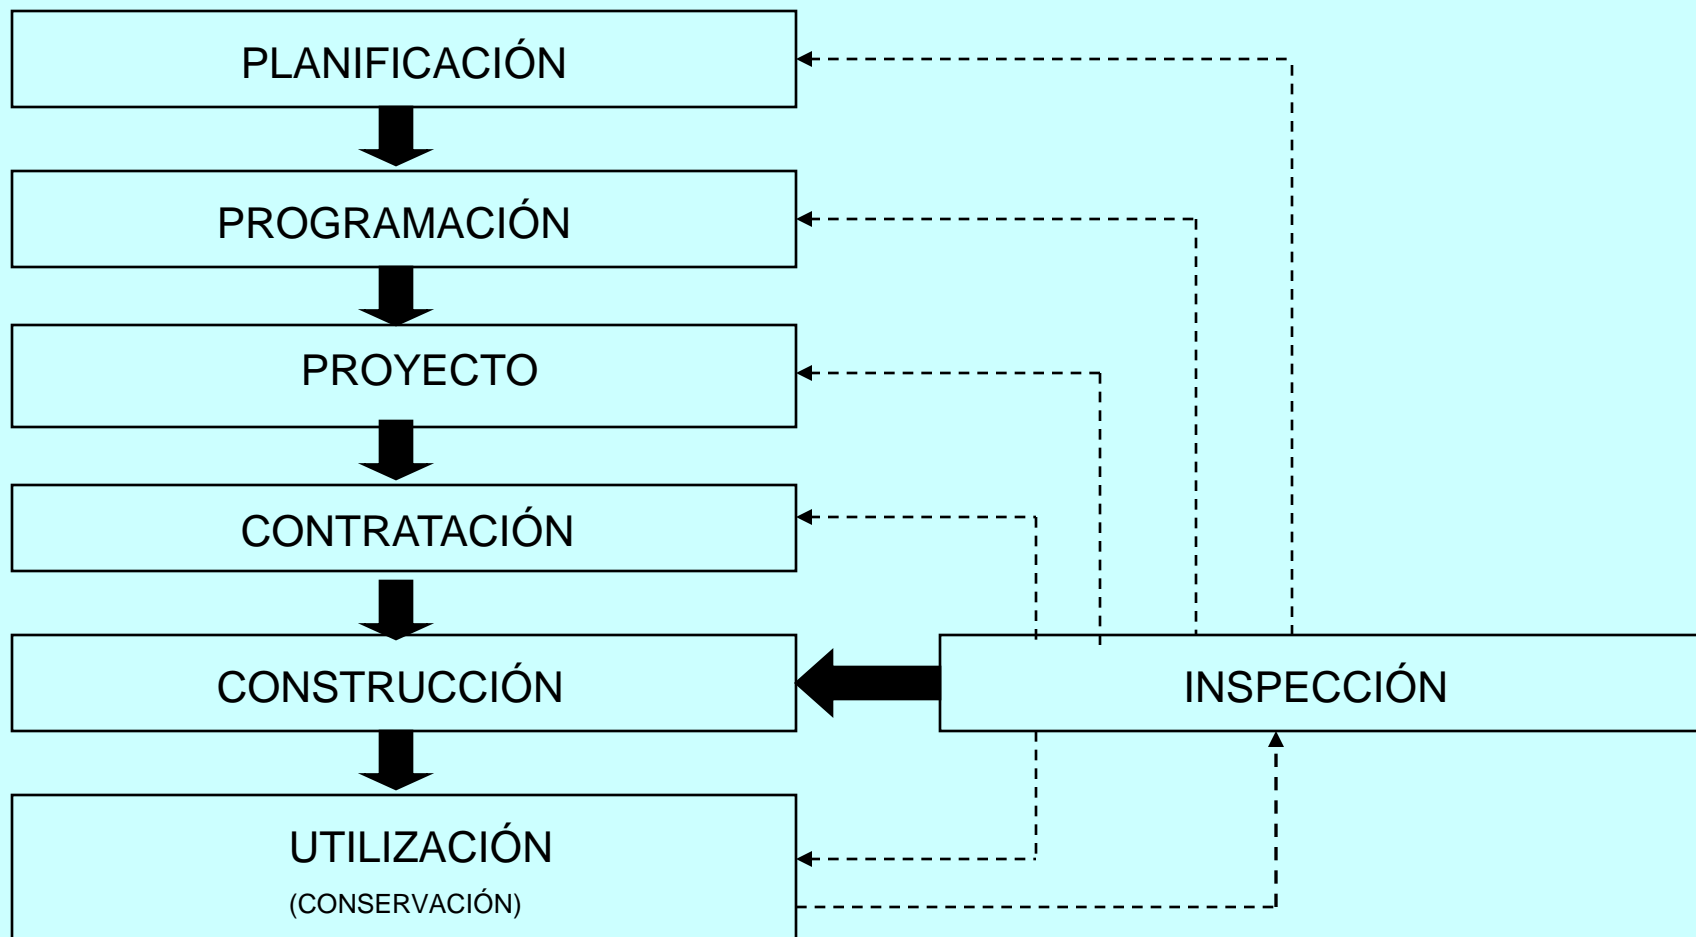 PLANIFICACIÓN
PROGRAMACIÓN
PROYECTO
CONTRATACIÓN
CONSTRUCCIÓN
INSPECCIÓN
UTILIZACIÓN
(CONSERVACIÓN)